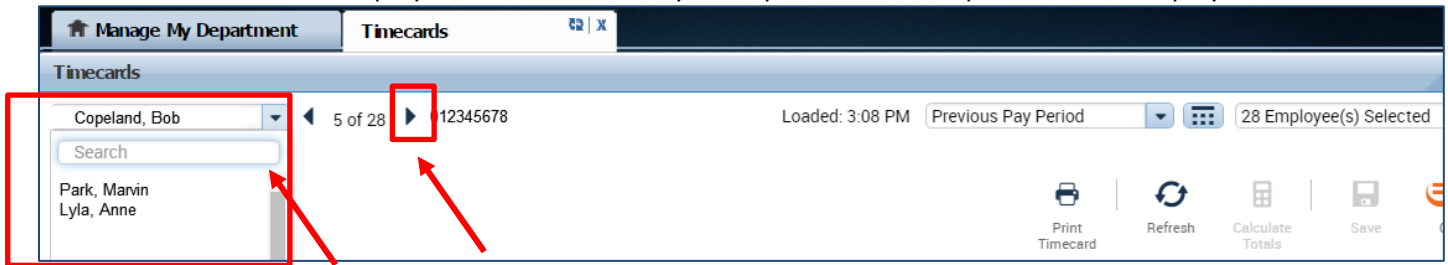 Manage My Department Timecards X
Timecards
Copeland, Bob 5 of 28 012345678 Loaded: 3:08 PM Previous Pay Period 28 Employee(s) Selected
Search
Park, Marvin
Lyla, Anne
Print Timecard Refresh Calculate Totals Save